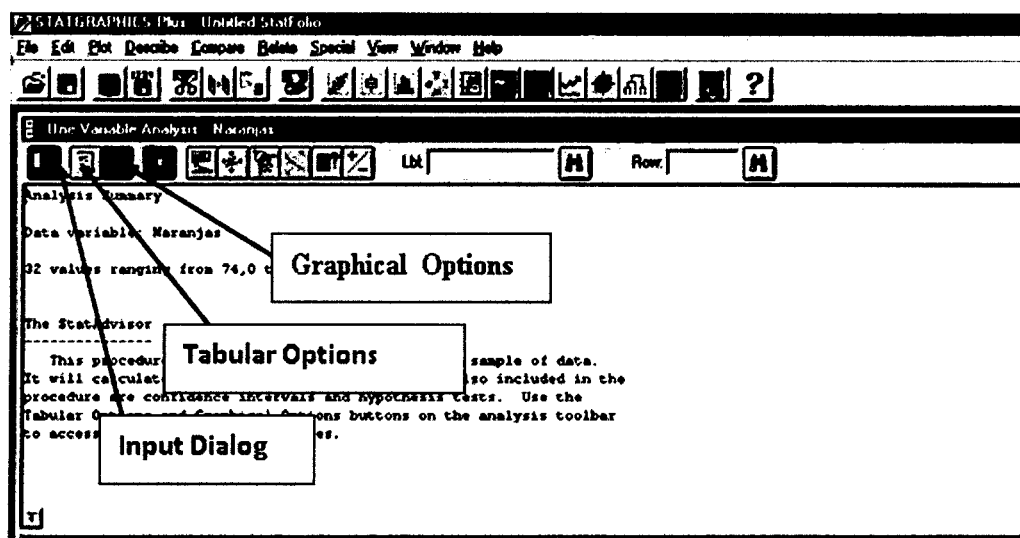 STATGRAPHICS Plus - Untitled StatFolio
File Edit Plot Describe Compare Relate Special View Window Help
?
One Variable Analysis - Naranjas
Lbl: Row:
Analysis Summary
Data variable: Naranjas
32 values ranging from 74,0 t
Graphical Options
The StatAdvisor
--------------------
Tabular Options
This procedur sample of data.
It will calculat so included in the
procedure are confidence intervals and hypothesis tests. Use the
Tabular Options and Graphical Options buttons on the analysis toolbar
to access es.
Input Dialog